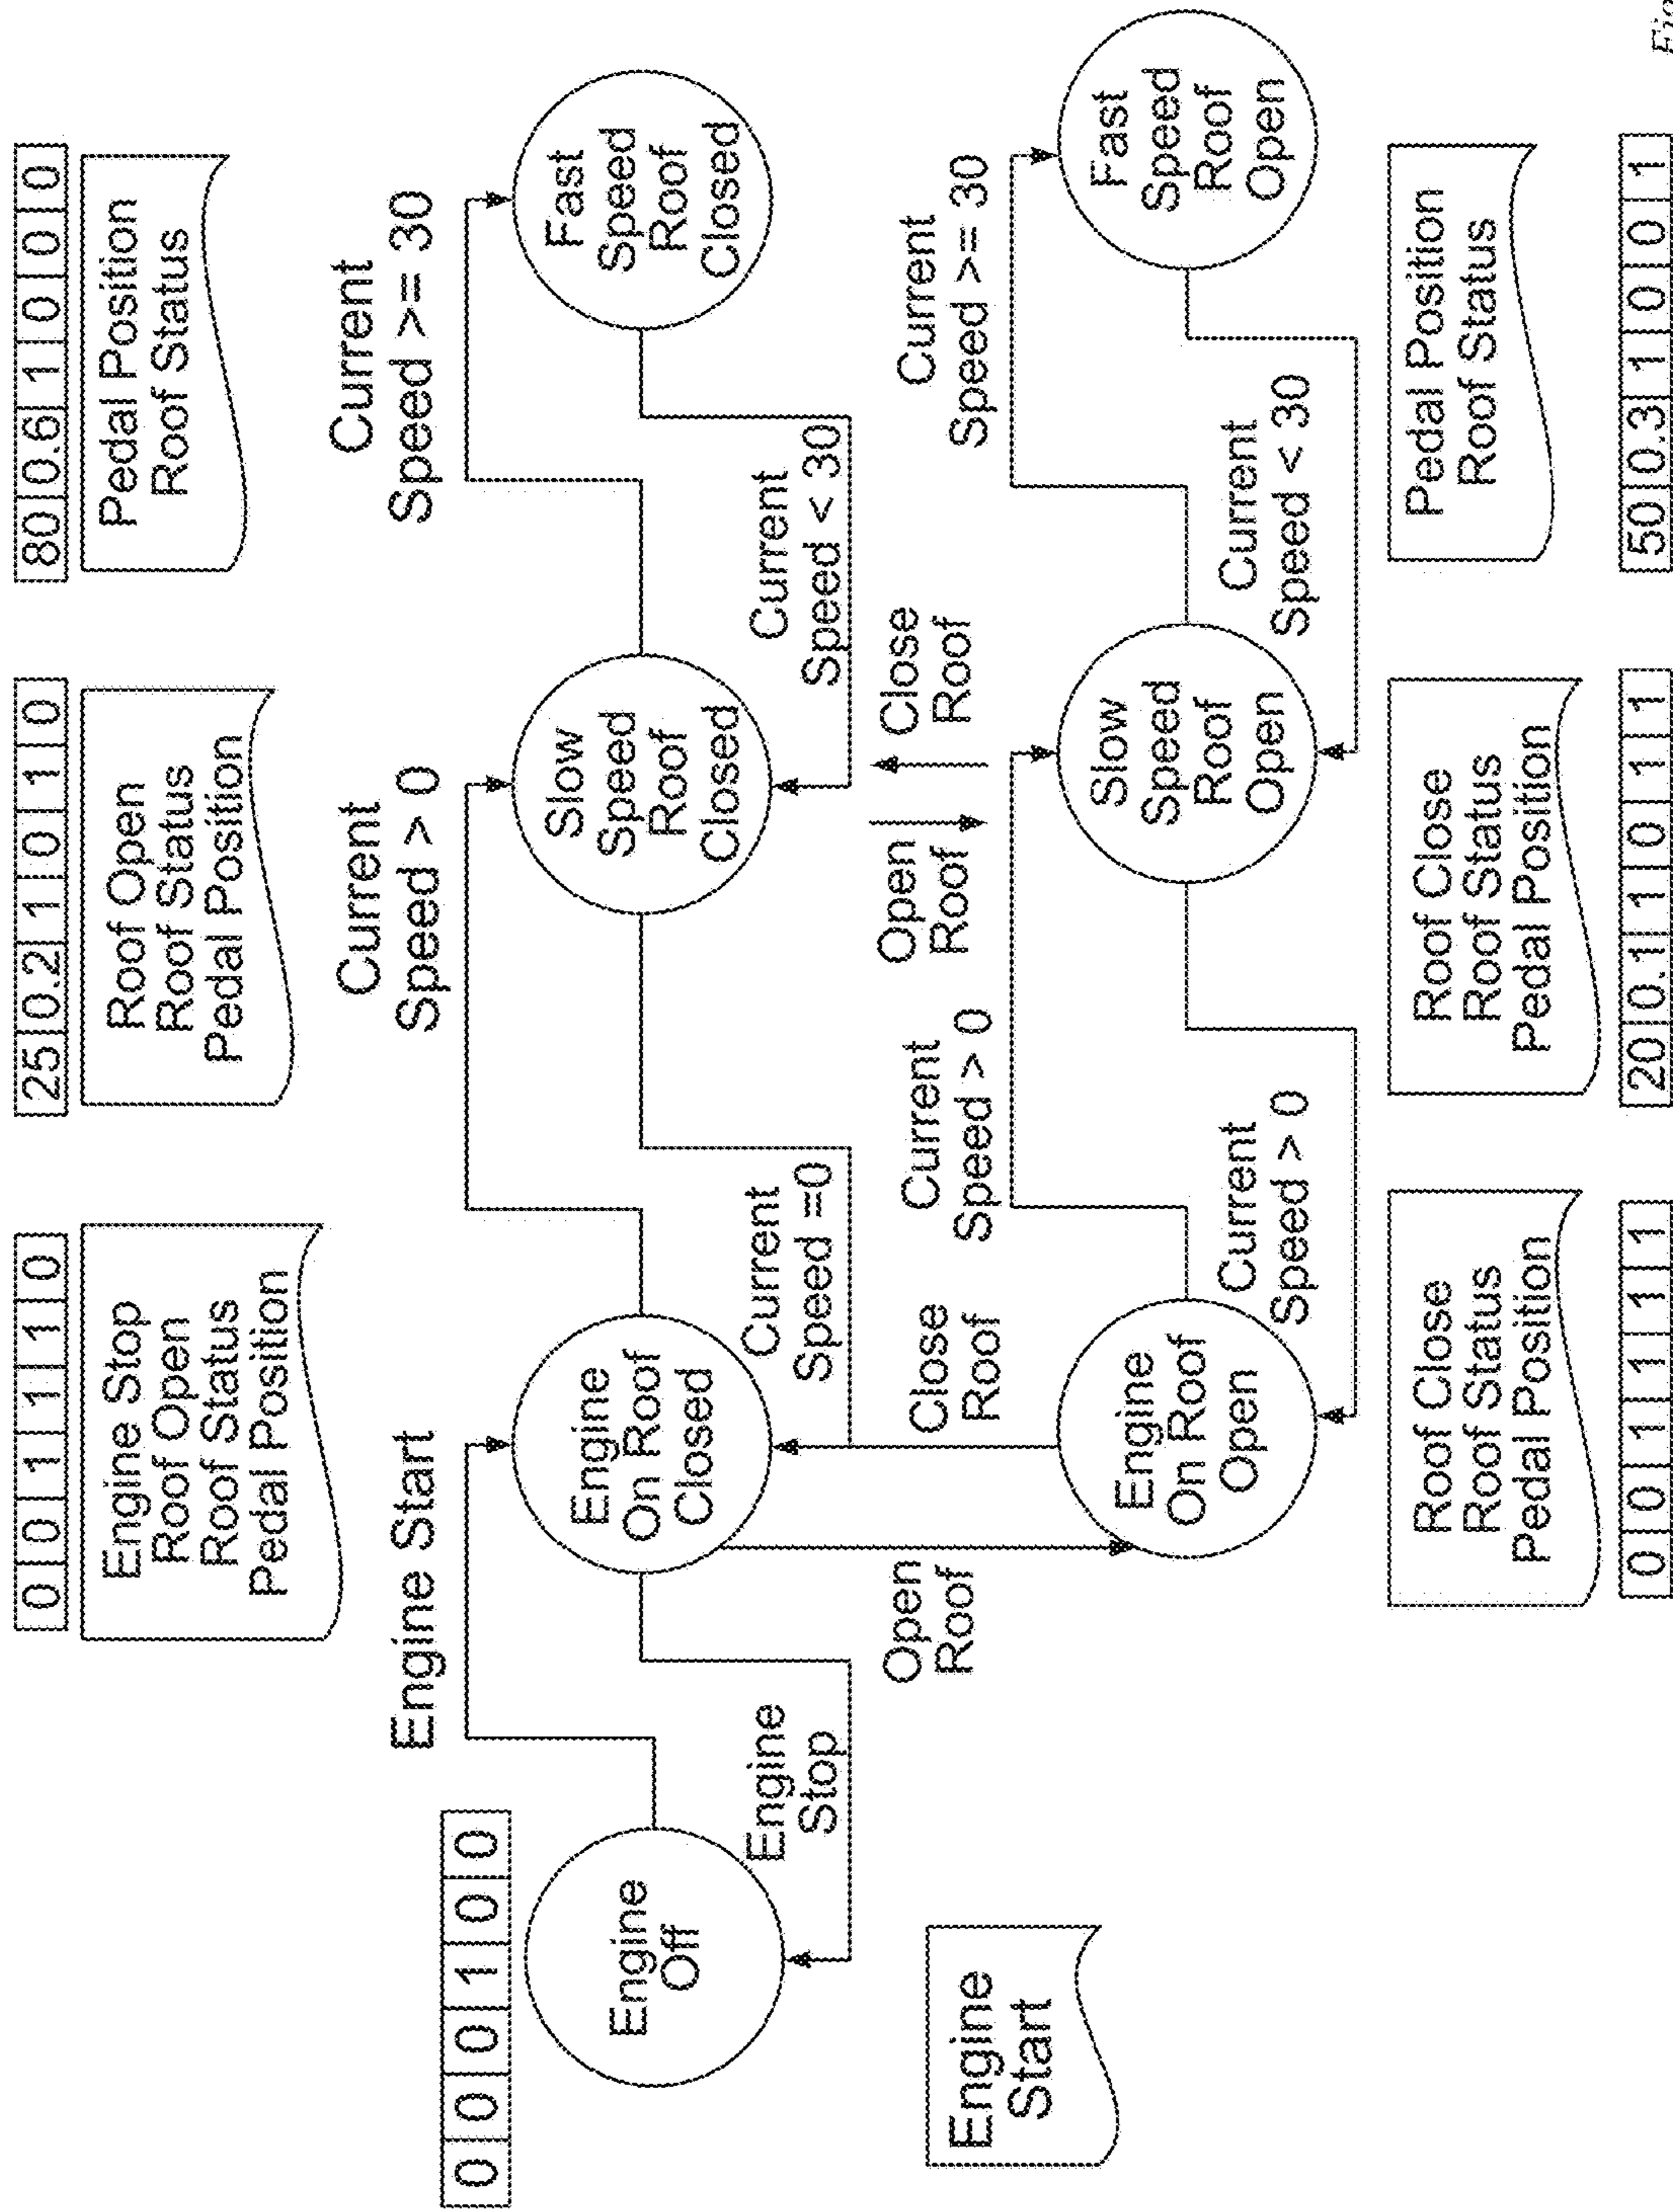 0 0 1 1 1 0
Engine Stop
Roof Open
Roof Status
Pedal Position
25 0.2 1 0 1 0
Roof Open
Roof Status
Pedal Position
80 0.6 1 0 0 0
Pedal Position
Roof Status
0 0 0 1 0 0
Engine Start
Current
Speed > 0
Current
Speed >= 30
Engine
Off
Engine
On Roof
Closed
Slow
Speed
Roof
Closed
Fast
Speed
Roof
Closed
Engine
Stop
Current
Speed =0
Current
Speed < 30
Engine
Start
Open
Roof
Close
Roof
Current
Speed > 0
Open
Roof
Close
Roof
Current
Speed >= 30
Engine
On Roof
Open
Slow
Speed
Roof
Open
Fast
Speed
Roof
Open
Current
Speed > 0
Current
Speed < 30
Roof Close
Roof Status
Pedal Position
Roof Close
Roof Status
Pedal Position
Pedal Position
Roof Status
0 0 1 1 1 1
20 0.1 1 0 1 1
50 0.3 1 0 0 1